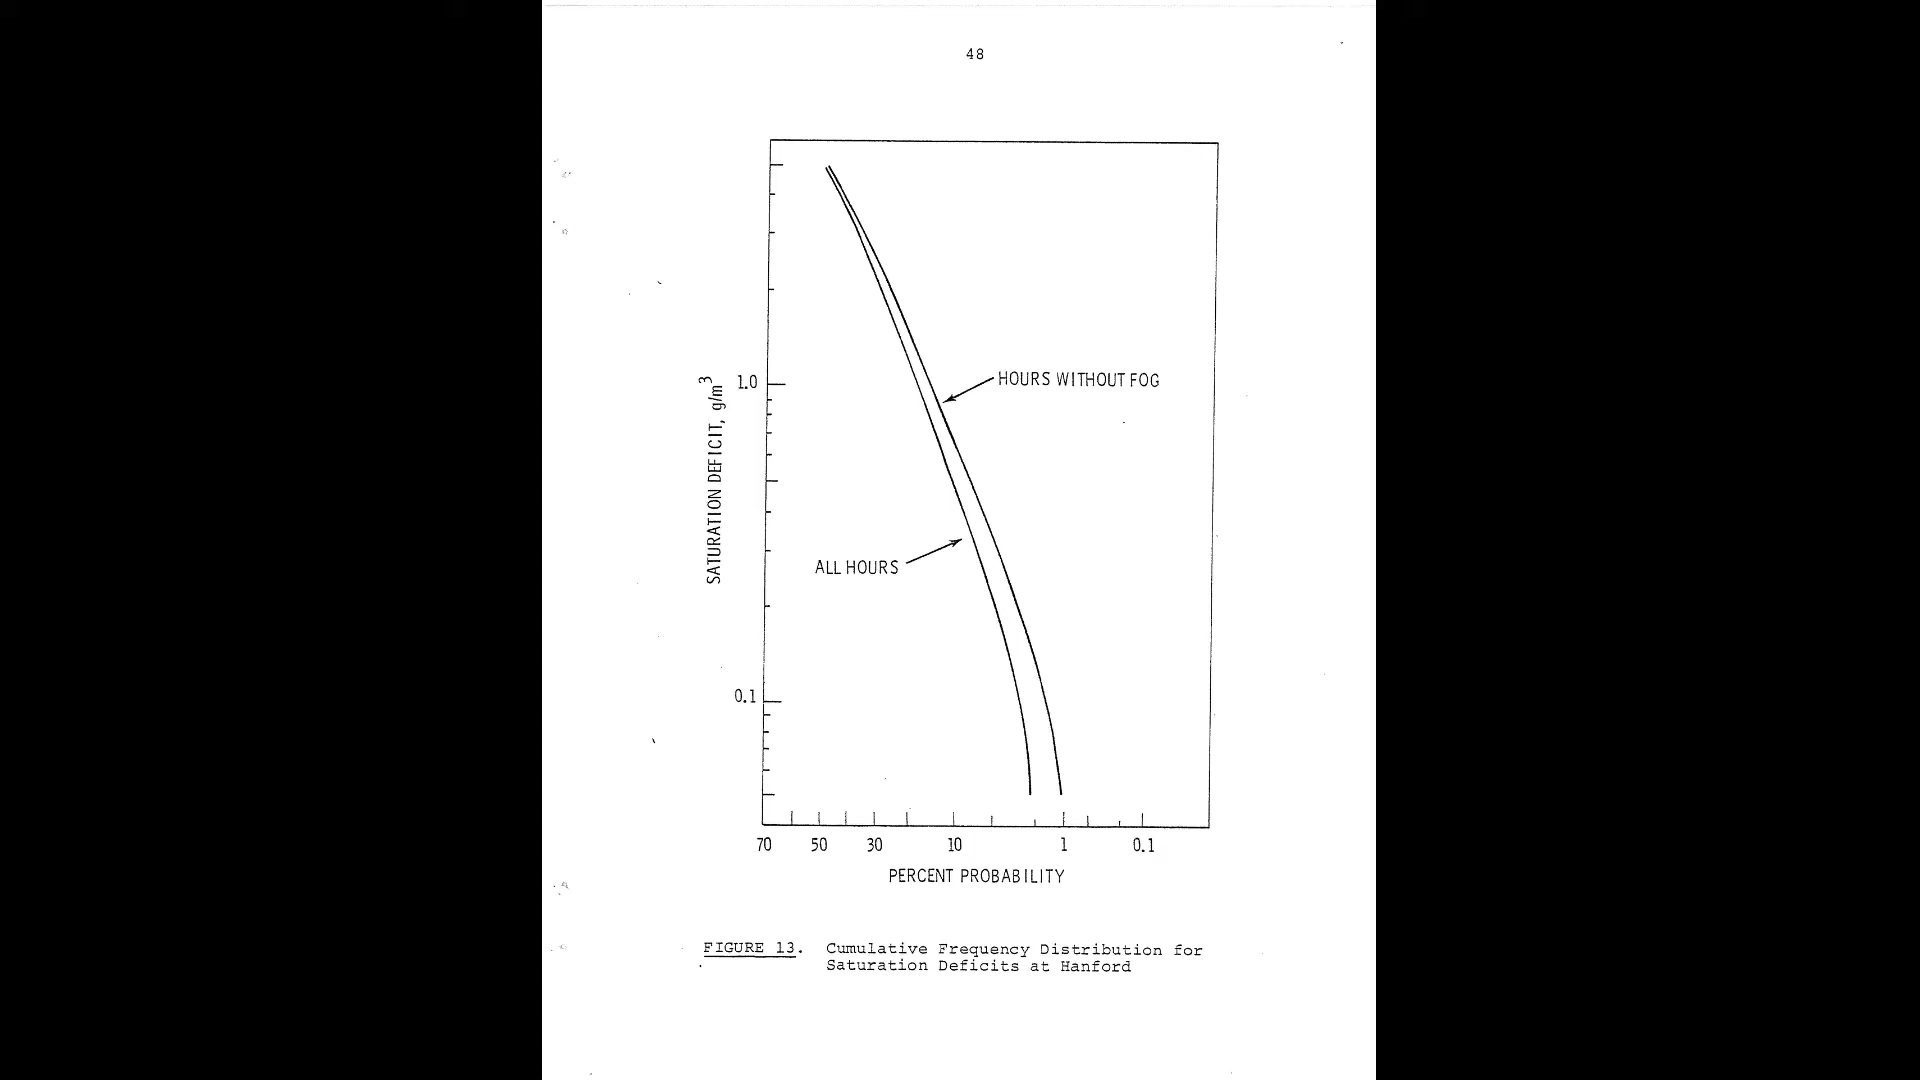 48
HOURS WITHOUT FOG
1.0
SATURATION DEFICIT, g/m³
ALL HOURS
0.1
70 50 30 10 1 0.1
PERCENT PROBABILITY
FIGURE 13. Cumulative Frequency Distribution for
Saturation Deficits at Hanford